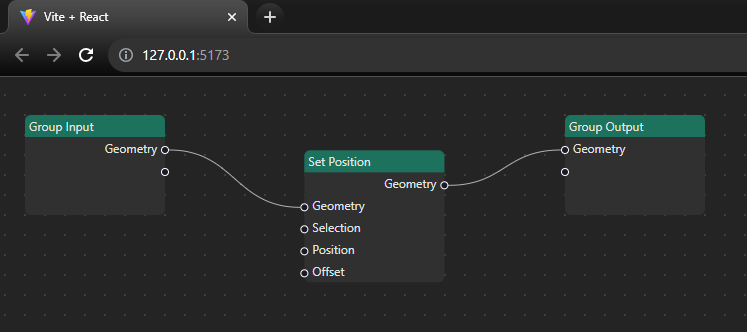 Vite + React
127.0.0.1:5173
Group Input
Geometry
Set Position
Geometry
Geometry
Selection
Position
Offset
Group Output
Geometry